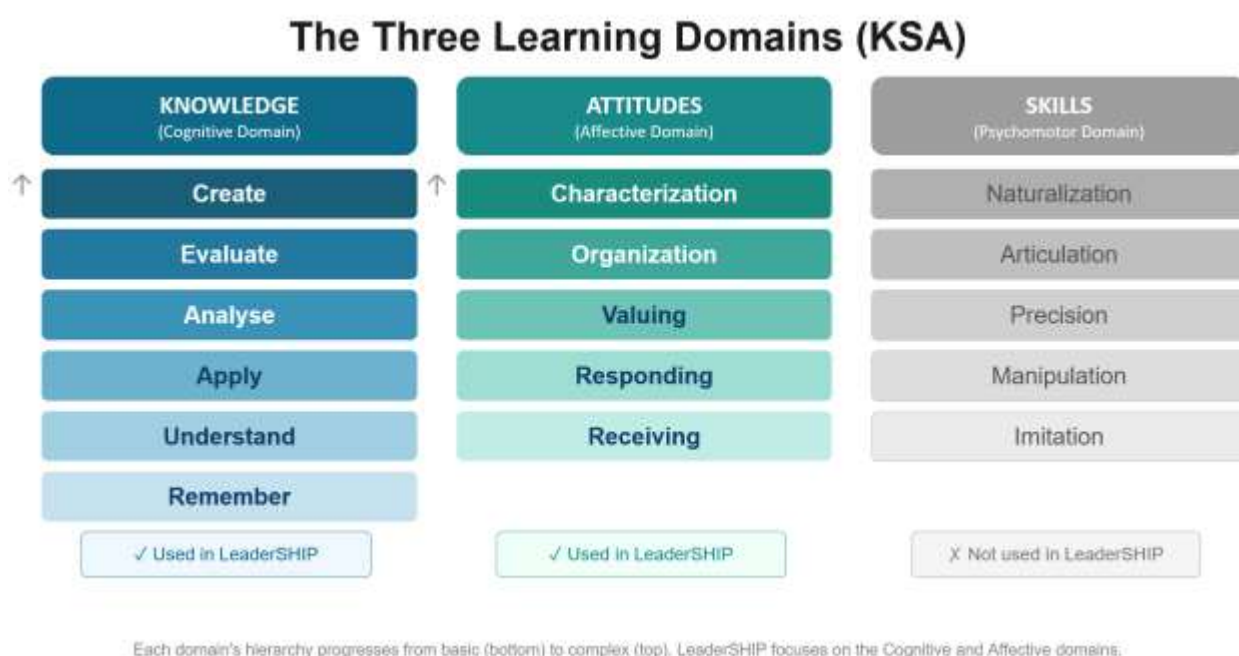 The Three Learning Domains (KSA)
KNOWLEDGE
(Cognitive Domain)
↑
Create
Evaluate
Analyse
Apply
Understand
Remember
✓ Used in LeaderSHIP
ATTITUDES
(Affective Domain)
↑
Characterization
Organization
Valuing
Responding
Receiving
✓ Used in LeaderSHIP
SKILLS
(Psychomotor Domain)
Naturalization
Articulation
Precision
Manipulation
Imitation
✗ Not used in LeaderSHIP
Each domain's hierarchy progresses from basic (bottom) to complex (top). LeaderSHIP focuses on the Cognitive and Affective domains.